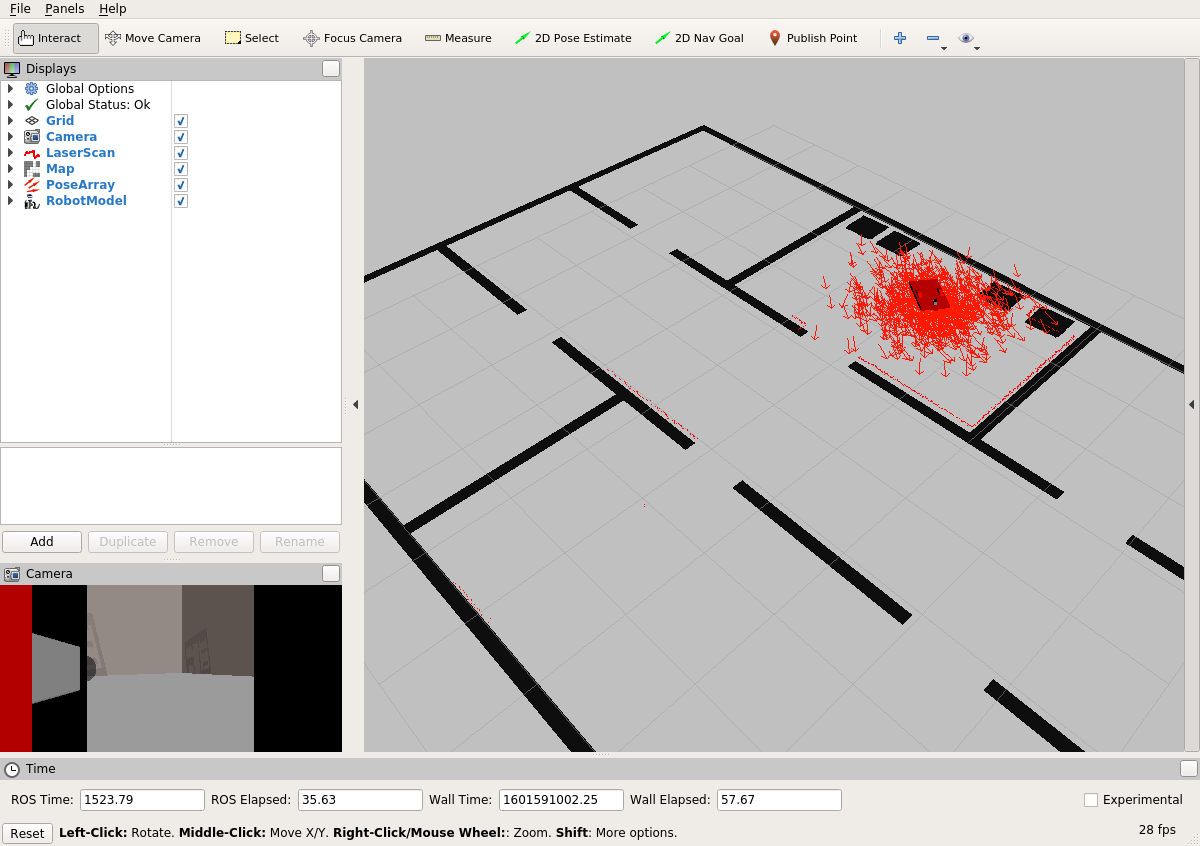 File Panels Help
Interact Move Camera Select Focus Camera Measure 2D Pose Estimate 2D Nav Goal Publish Point
Displays
Global Options
Global Status: Ok
Grid
Camera
LaserScan
Map
PoseArray
RobotModel
Add Duplicate Remove Rename
Camera
Time
ROS Time: 1523.79 ROS Elapsed: 35.63 Wall Time: 1601591002.25 Wall Elapsed: 57.67 Experimental
Reset Left-Click: Rotate. Middle-Click: Move X/Y. Right-Click/Mouse Wheel:: Zoom. Shift: More options. 28 fps